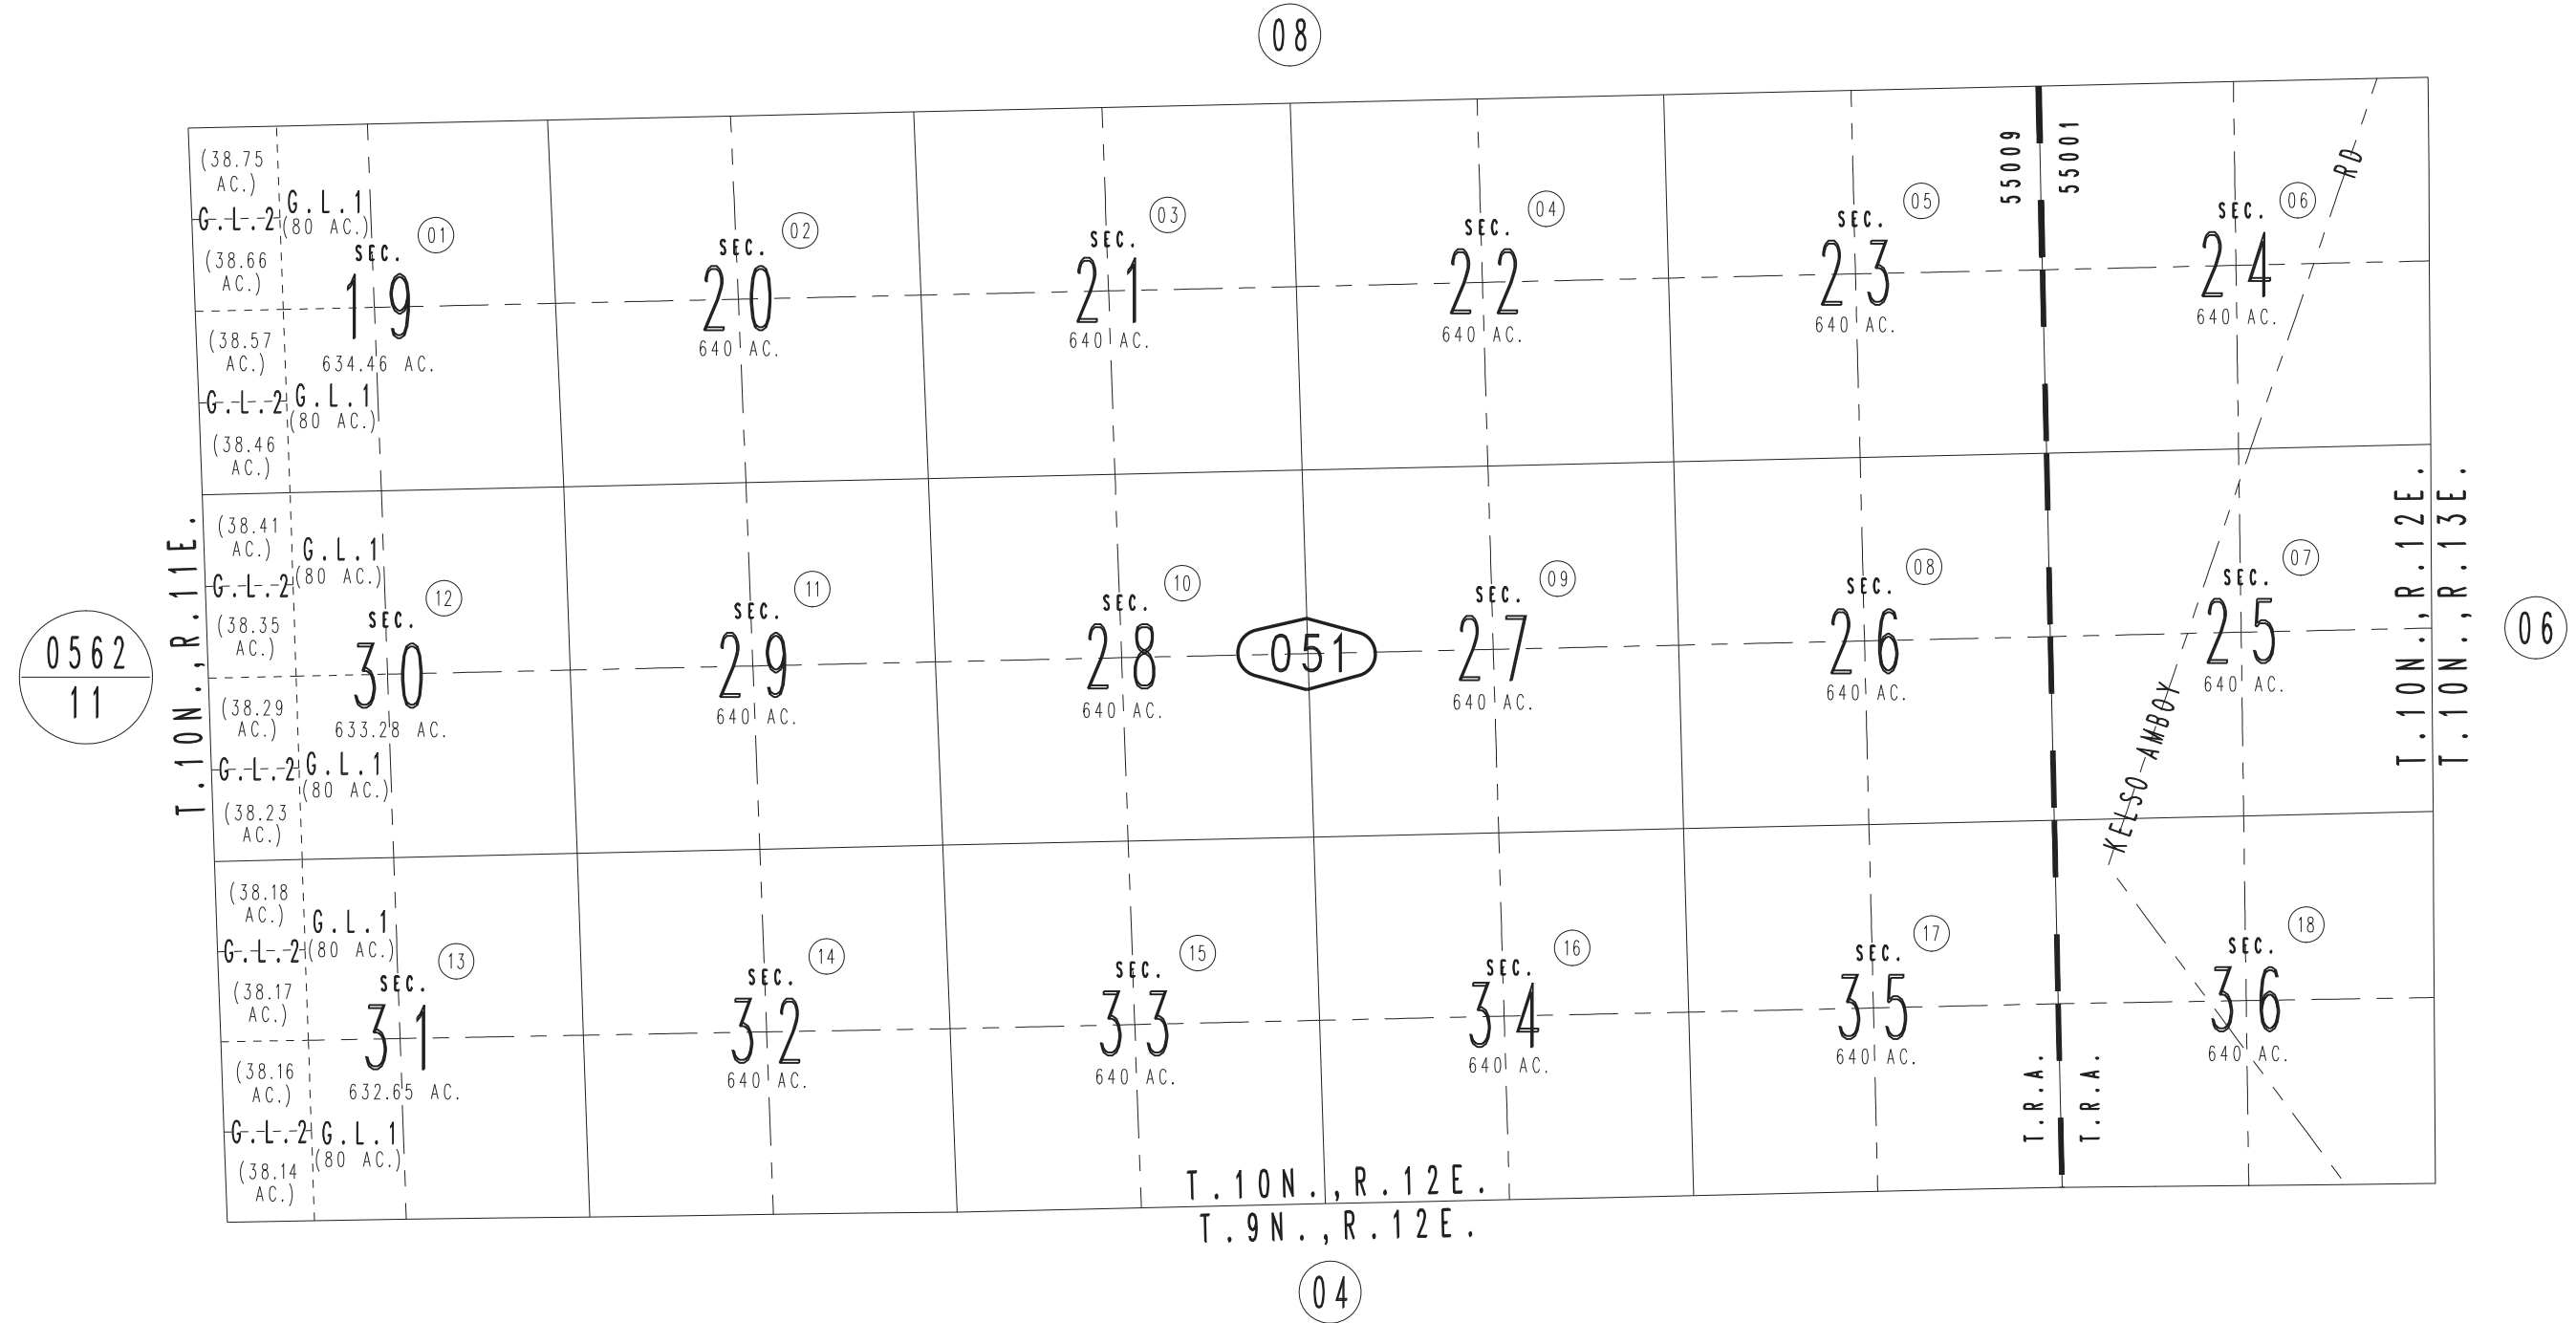 08
55009
55001
RD
(38.75
AC.)
G.L.2
G.L.1
(80 AC.)
(38.66
AC.)
SEC.
01
19
634.46 AC.
(38.57
AC.)
G.L.2
G.L.1
(80 AC.)
(38.46
AC.)
SEC.
02
20
640 AC.
SEC.
03
21
640 AC.
SEC.
04
22
640 AC.
SEC.
05
23
640 AC.
SEC.
06
24
640 AC.
T.10N.,R.11E.
0562
11
(38.41
AC.)
G.L.2
G.L.1
(80 AC.)
(38.35
AC.)
SEC.
12
30
633.28 AC.
(38.29
AC.)
G.L.2
G.L.1
(80 AC.)
(38.23
AC.)
SEC.
11
29
640 AC.
SEC.
10
28
640 AC.
051
SEC.
09
27
640 AC.
SEC.
08
26
640 AC.
SEC.
07
25
640 AC.
KELSO-AMBOY
T.10N.,R.12E.
T.10N.,R.13E.
06
(38.18
AC.)
G.L.2
G.L.1
(80 AC.)
(38.17
AC.)
SEC.
13
31
632.65 AC.
(38.16
AC.)
G.L.2
G.L.1
(80 AC.)
(38.14
AC.)
SEC.
14
32
640 AC.
SEC.
15
33
640 AC.
SEC.
16
34
640 AC.
SEC.
17
35
640 AC.
SEC.
18
36
640 AC.
T.R.A.
T.R.A.
T.10N.,R.12E.
T.9N.,R.12E.
04